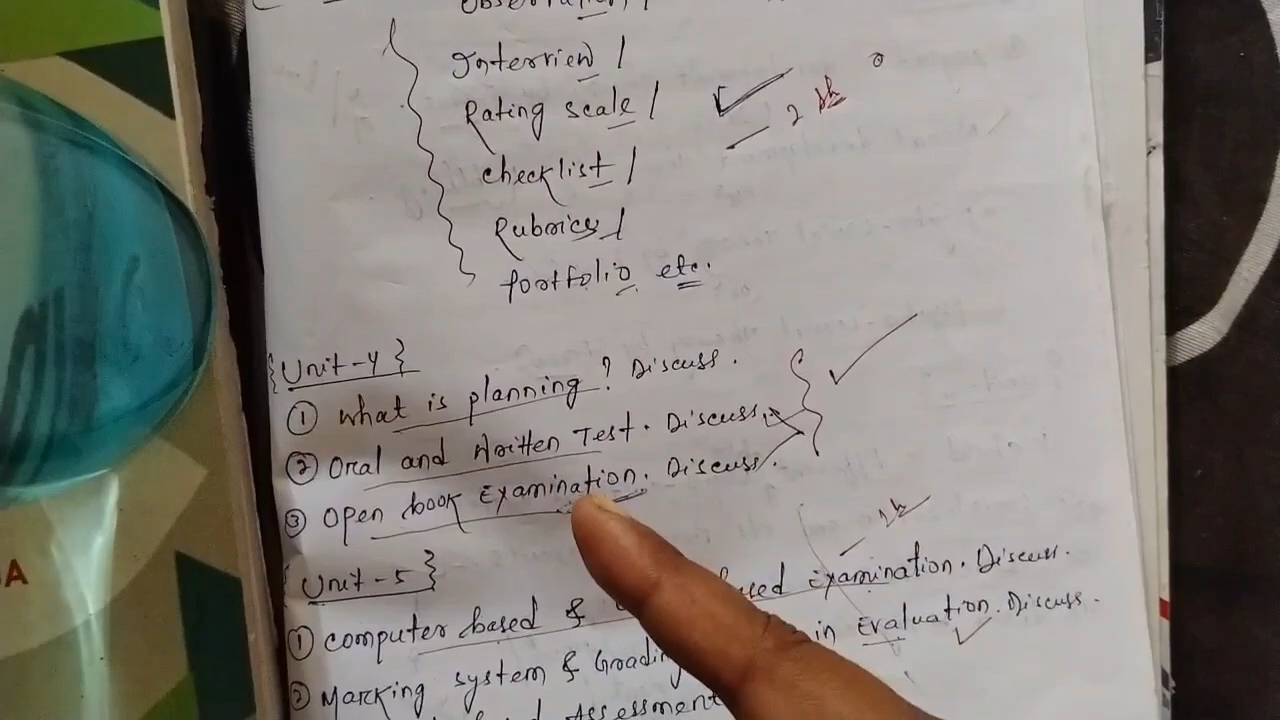 Observation /
Interview /
Rating scale /
checklist /
Rubrics /
Portfolio etc.
{Unit-4}
① What is planning? Discuss.
② Oral and Written Test. Discuss.
③ Open book Examination. Discuss.
Unit-5}
① Computer based & based Examination. Discuss.
② Marking system & Grading in Evaluation. Discuss.
Assessment
A